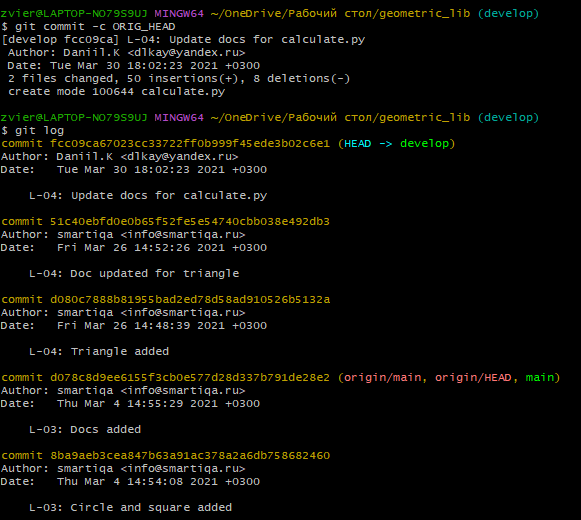 zvier@LAPTOP-NO79S9UJ MINGW64 ~/OneDrive/Рабочий стол/geometric_lib (develop)
$ git commit -c ORIG_HEAD
[develop fcc09ca] L-04: Update docs for calculate.py
 Author: Daniil.K <dlkay@yandex.ru>
 Date: Tue Mar 30 18:02:23 2021 +0300
 2 files changed, 50 insertions(+), 8 deletions(-)
 create mode 100644 calculate.py

zvier@LAPTOP-NO79S9UJ MINGW64 ~/OneDrive/Рабочий стол/geometric_lib (develop)
$ git log
commit fcc09ca67023cc33722ff0b999f45ede3b02c6e1 (HEAD -> develop)
Author: Daniil.K <dlkay@yandex.ru>
Date:   Tue Mar 30 18:02:23 2021 +0300

    L-04: Update docs for calculate.py

commit 51c40ebfd0e0b65f52fe5e54740cbb038e492db3
Author: smartiqa <info@smartiqa.ru>
Date:   Fri Mar 26 14:52:26 2021 +0300

    L-04: Doc updated for triangle

commit d080c7888b81955bad2ed78d58ad910526b5132a
Author: smartiqa <info@smartiqa.ru>
Date:   Fri Mar 26 14:48:39 2021 +0300

    L-04: Triangle added

commit d078c8d9ee6155f3cb0e577d28d337b791de28e2 (origin/main, origin/HEAD, main)
Author: smartiqa <info@smartiqa.ru>
Date:   Thu Mar 4 14:55:29 2021 +0300

    L-03: Docs added

commit 8ba9aeb3cea847b63a91ac378a2a6db758682460
Author: smartiqa <info@smartiqa.ru>
Date:   Thu Mar 4 14:54:08 2021 +0300

    L-03: Circle and square added